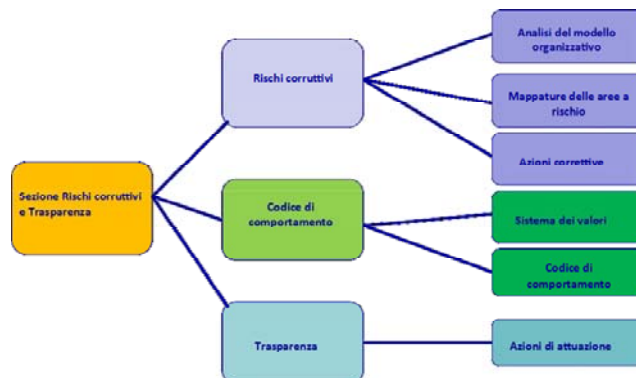 Sezione Rischi corruttivi
e Trasparenza
Rischi corruttivi
Analisi del modello
organizzativo
Mappature delle aree a
rischio
Azioni correttive
Codice di
comportamento
Sistema dei valori
Codice di
comportamento
Trasparenza
Azioni di attuazione